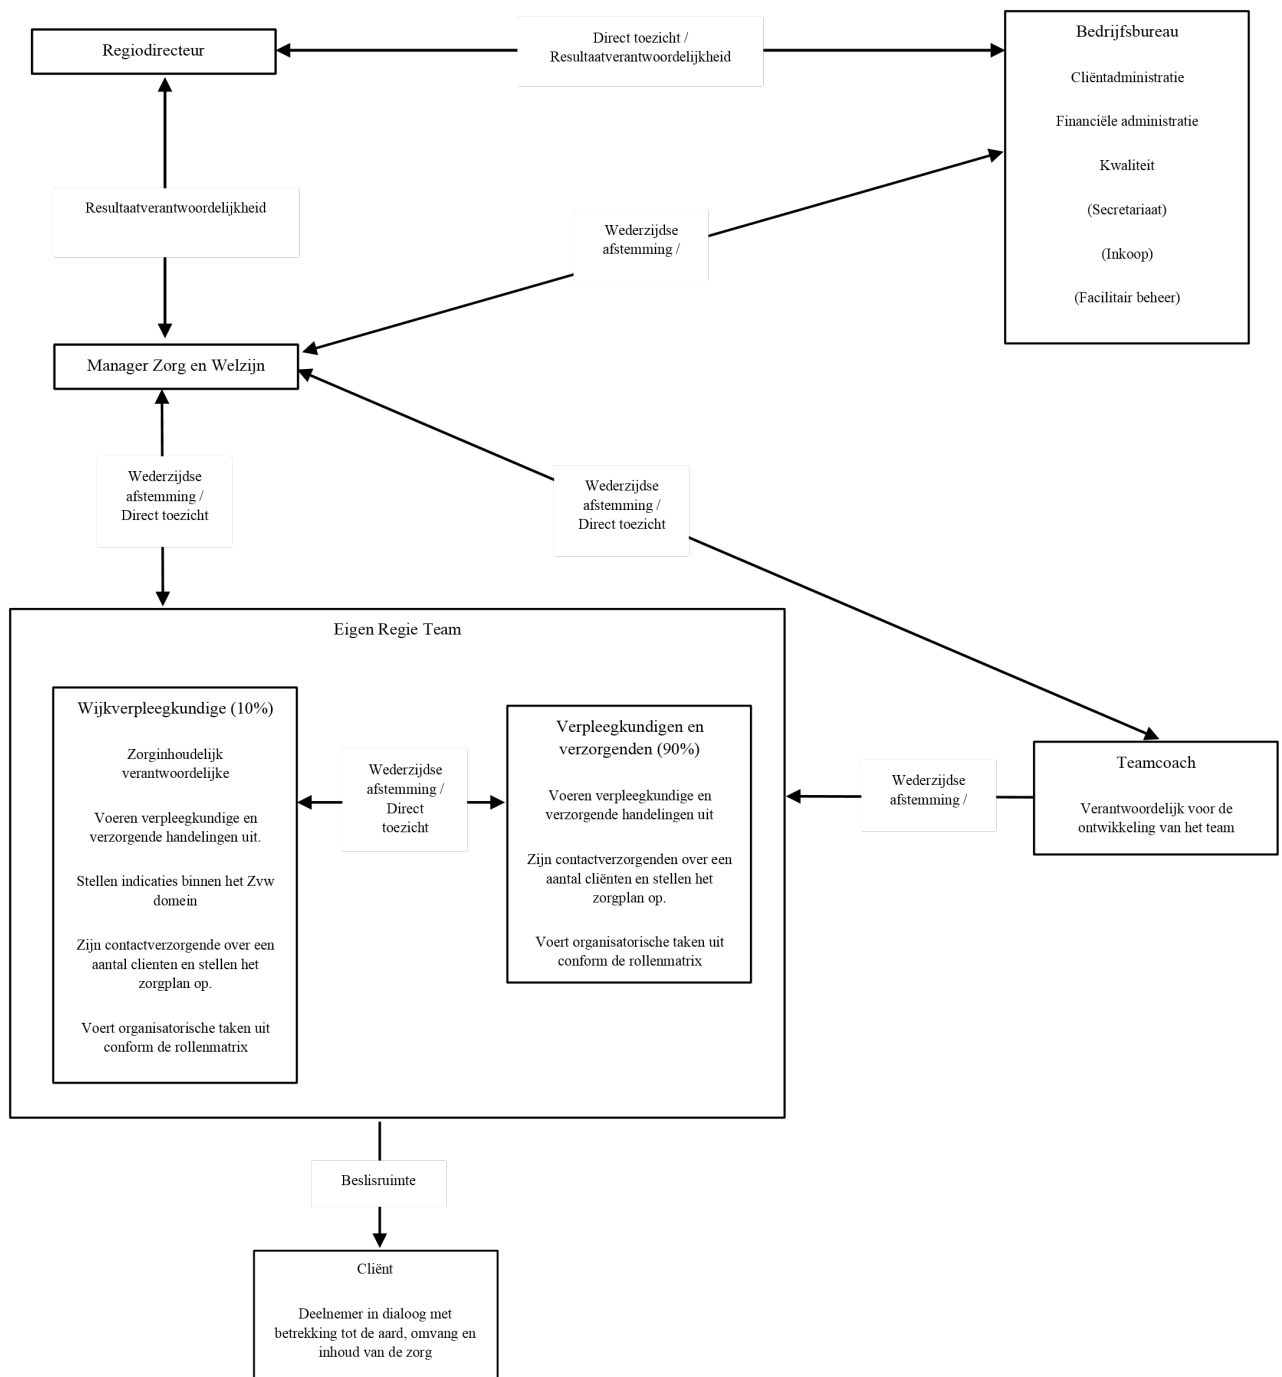 Regiodirecteur
Direct toezicht /
Resultaatverantwoordelijkheid
Bedrijfsbureau
Cliëntadministratie
Financiële administratie
Kwaliteit
(Secretariaat)
(Inkoop)
(Facilitair beheer)
Resultaatverantwoordelijkheid
Wederzijdse
afstemming /
Manager Zorg en Welzijn
Wederzijdse
afstemming /
Direct toezicht
Wederzijdse
afstemming /
Direct toezicht
Eigen Regie Team
Wijkverpleegkundige (10%)
Zorginhoudelijk
verantwoordelijke
Voeren verpleegkundige en
verzorgende handelingen uit.
Stellen indicaties binnen het Zvw
domein
Zijn contactverzorgende over een
aantal clienten en stellen het
zorgplan op.
Voert organisatorische taken uit
conform de rollenmatrix
Wederzijdse
afstemming /
Direct
toezicht
Verpleegkundigen en
verzorgenden (90%)
Voeren verpleegkundige en
verzorgende handelingen uit
Zijn contactverzorgenden over een
aantal cliënten en stellen het
zorgplan op.
Voert organisatorische taken uit
conform de rollenmatrix
Wederzijdse
afstemming /
Teamcoach
Verantwoordelijk voor de
ontwikkeling van het team
Beslisruimte
Cliënt
Deelnemer in dialoog met
betrekking tot de aard, omvang en
inhoud van de zorg